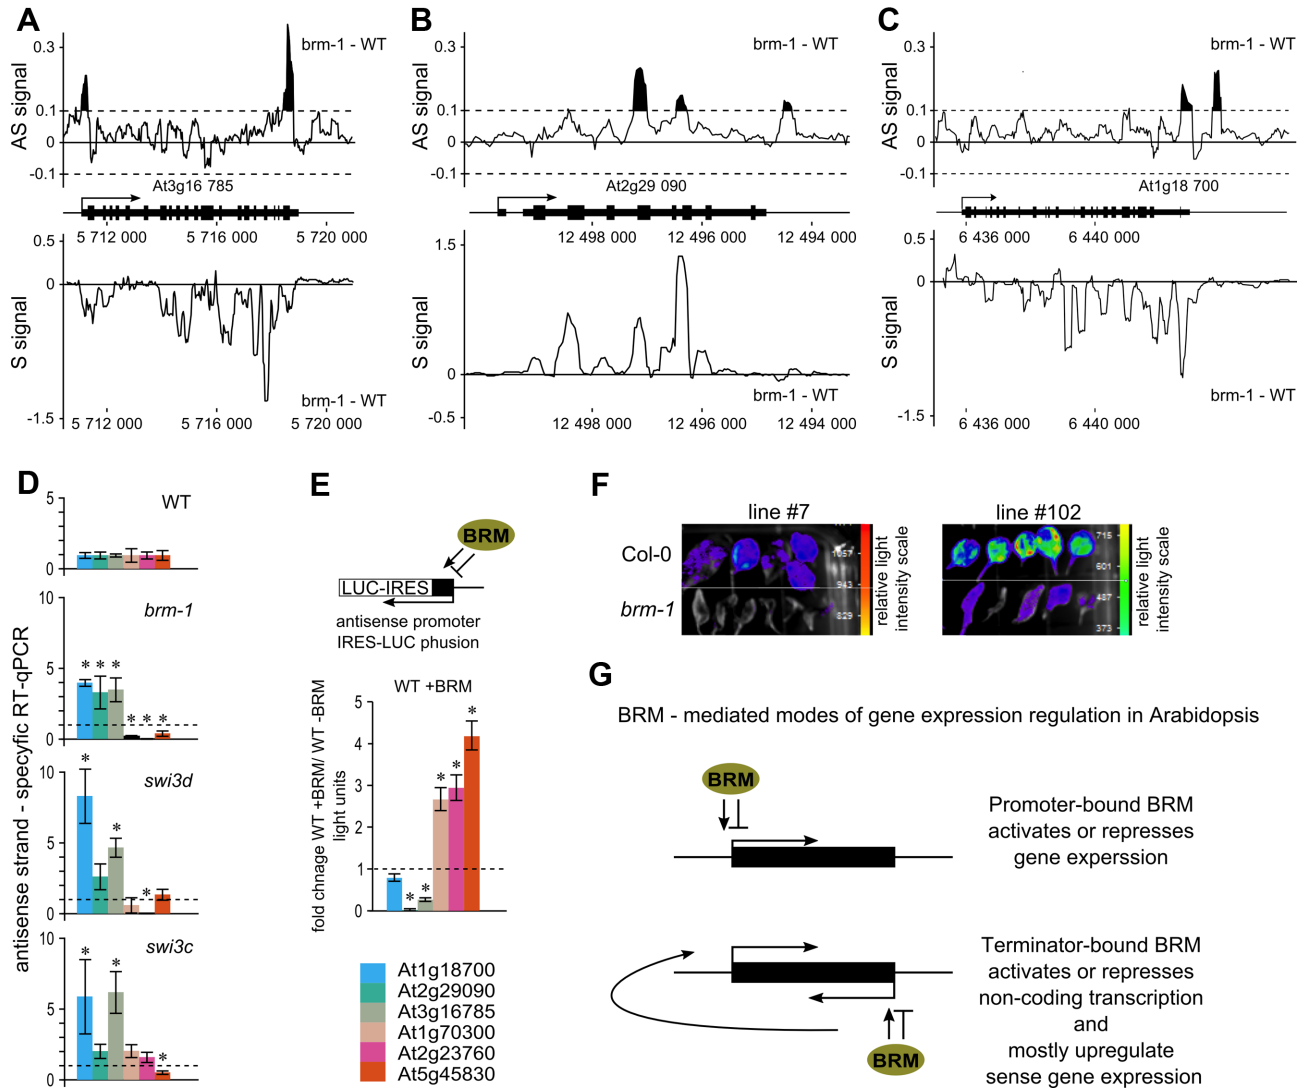 A
0.3
0.1
0
-0.1
AS signal
brm-1 - WT
At3g16 785
5 712 000
5 716 000
5 720 000
0.5
0
-1.5
S signal
brm-1 - WT
5 712 000
5 716 000
5 720 000
B
0.3
0.1
0
-0.1
AS signal
brm-1 - WT
At2g29 090
12 498 000
12 496 000
12 494 000
1.5
0
-0.5
S signal
brm-1 - WT
12 498 000
12 496 000
12 494 000
C
0.3
0.1
0
-0.1
AS signal
brm-1 - WT
At1g18 700
6 436 000
6 440 000
0.5
0
-1.5
S signal
brm-1 - WT
6 436 000
6 440 000
D
antisense strand - specyfic RT-qPCR
WT
5
0
brm-1
10
5
0
* * *
* * *
swi3d
10
5
0
*
*
*
swi3c
10
5
0
*
*
*
E
BRM
LUC-IRES
antisense promoter
IRES-LUC phusion
WT +BRM
fold chnage WT +BRM/ WT -BRM
light units
5
4
3
2
1
0
*
*
*
*
*
At1g18700
At2g29090
At3g16785
At1g70300
At2g23760
At5g45830
F
line #7
line #102
Col-0
brm-1
1057
943
829
relative light
intensity scale
715
601
487
373
relative light
intensity scale
G
BRM - mediated modes of gene expression regulation in Arabidopsis
BRM
Promoter-bound BRM
activates or represses
gene experssion
Terminator-bound BRM
activates or represses
non-coding transcription
and
mostly upregulate
sense gene expression
BRM